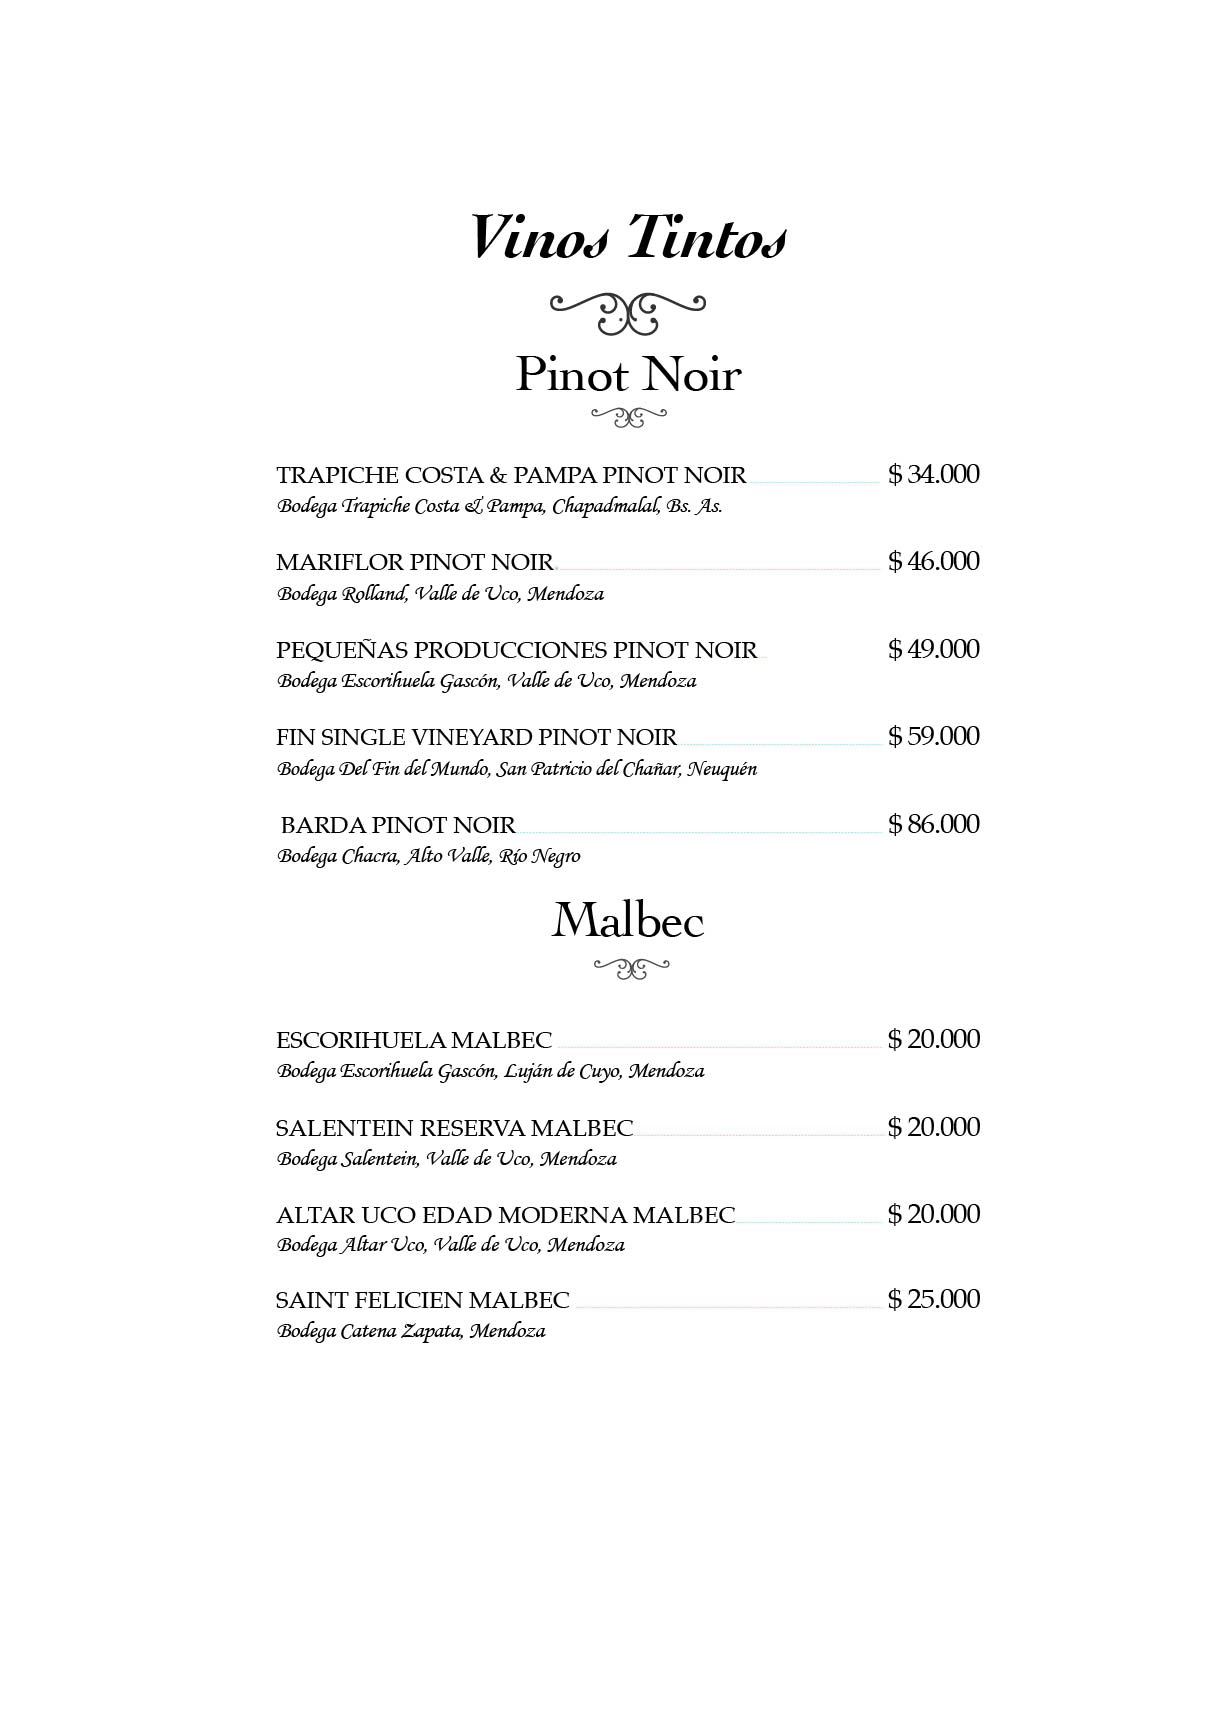 Vinos Tintos
Pinot Noir
TRAPICHE COSTA & PAMPA PINOT NOIR $ 34.000
Bodega Trapiche Costa & Pampa, Chapadmalal, Bs. As.
MARIFLOR PINOT NOIR $ 46.000
Bodega Rolland, Valle de Uco, Mendoza
PEQUEÑAS PRODUCCIONES PINOT NOIR $ 49.000
Bodega Escorihuela Gascón, Valle de Uco, Mendoza
FIN SINGLE VINEYARD PINOT NOIR $ 59.000
Bodega Del Fin del Mundo, San Patricio del Chañar, Neuquén
BARDA PINOT NOIR $ 86.000
Bodega Chacra, Alto Valle, Río Negro
Malbec
ESCORIHUELA MALBEC $ 20.000
Bodega Escorihuela Gascón, Luján de Cuyo, Mendoza
SALENTEIN RESERVA MALBEC $ 20.000
Bodega Salentein, Valle de Uco, Mendoza
ALTAR UCO EDAD MODERNA MALBEC $ 20.000
Bodega Altar Uco, Valle de Uco, Mendoza
SAINT FELICIEN MALBEC $ 25.000
Bodega Catena Zapata, Mendoza